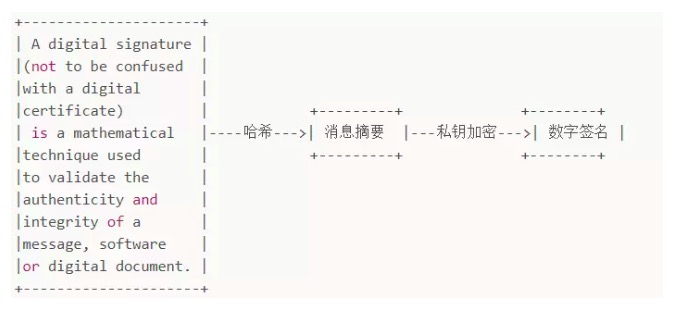 +---------------------+
| A digital signature |
|(not to be confused  |
|with a digital       |
|certificate)         |            +---------+              +--------+
| is a mathematical   |----哈希--->| 消息摘要  |---私钥加密--->| 数字签名 |
|technique used       |            +---------+              +--------+
|to validate the      |
|authenticity and     |
|integrity of a       |
|message, software    |
|or digital document. |
+---------------------+